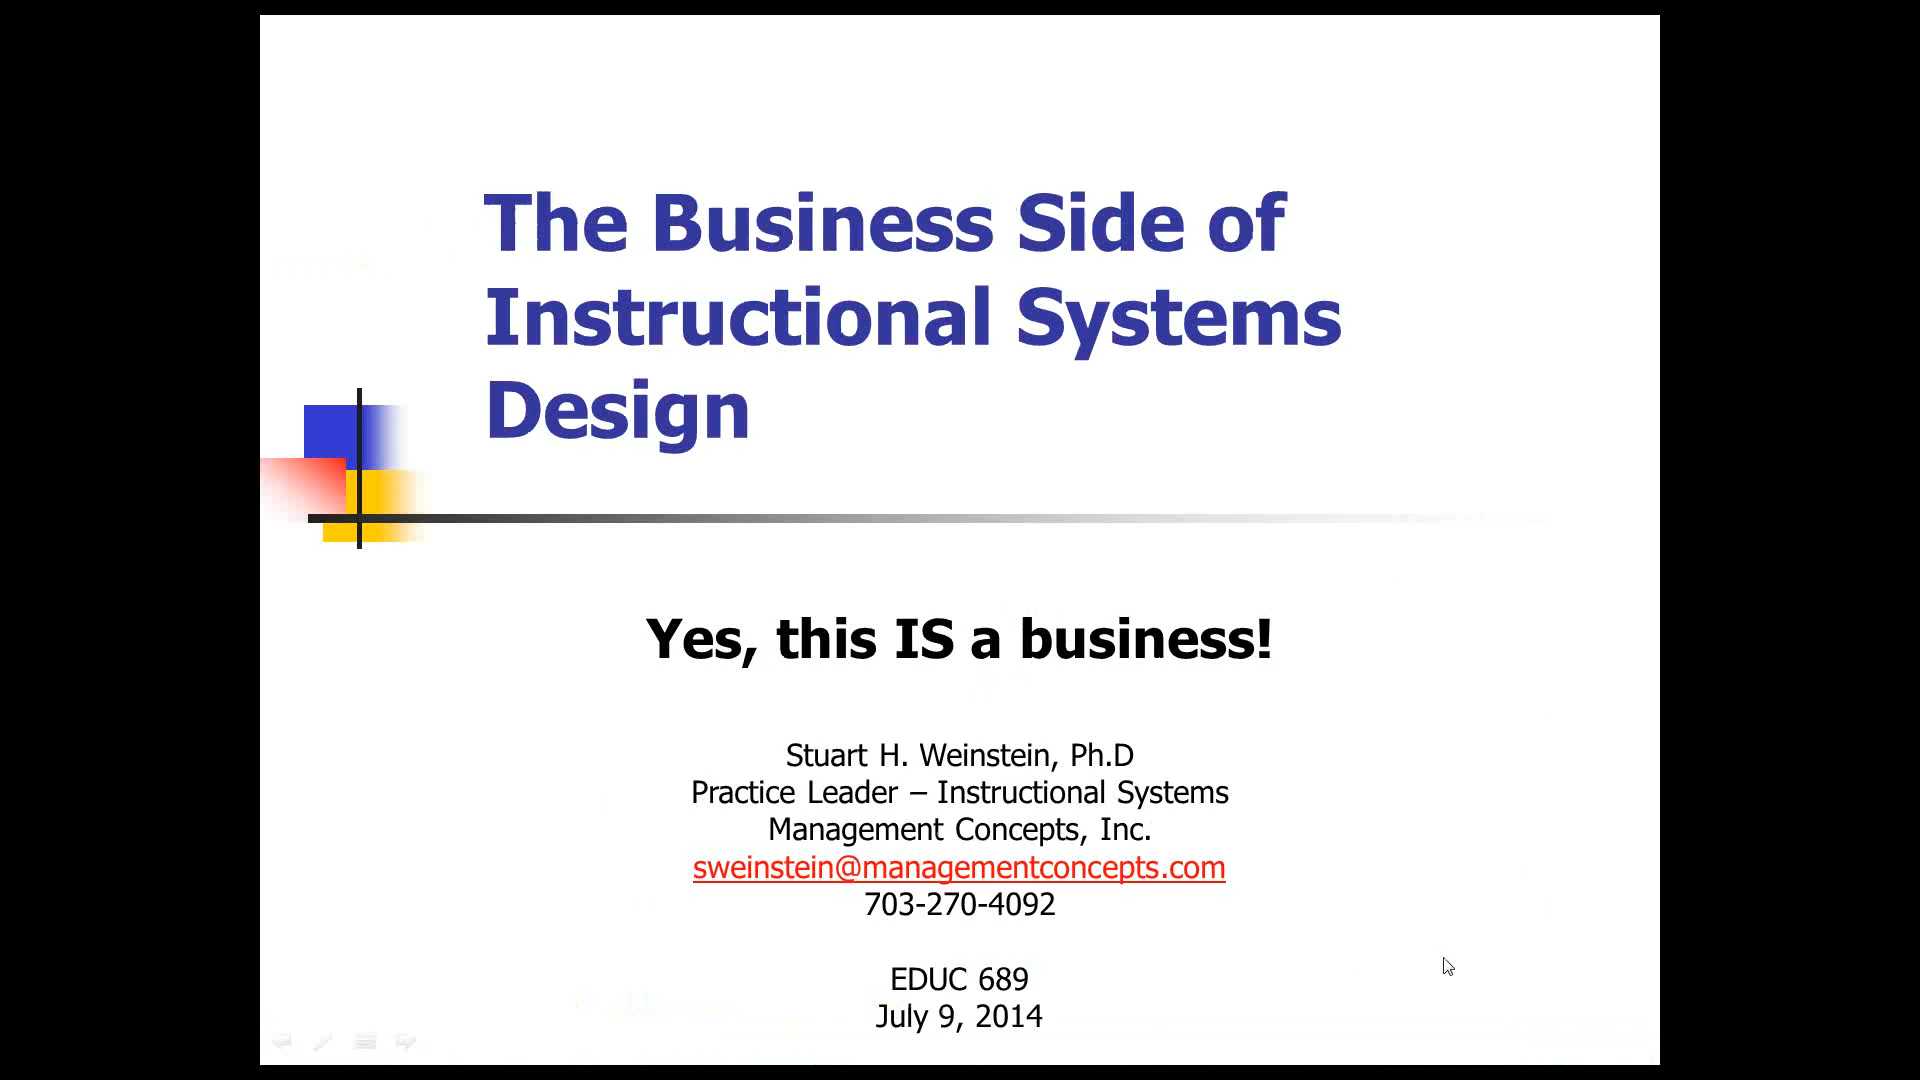 The Business Side of
Instructional Systems
Design
Yes, this IS a business!
Stuart H. Weinstein, Ph.D
Practice Leader – Instructional Systems
Management Concepts, Inc.
sweinstein@managementconcepts.com
703-270-4092
EDUC 689
July 9, 2014